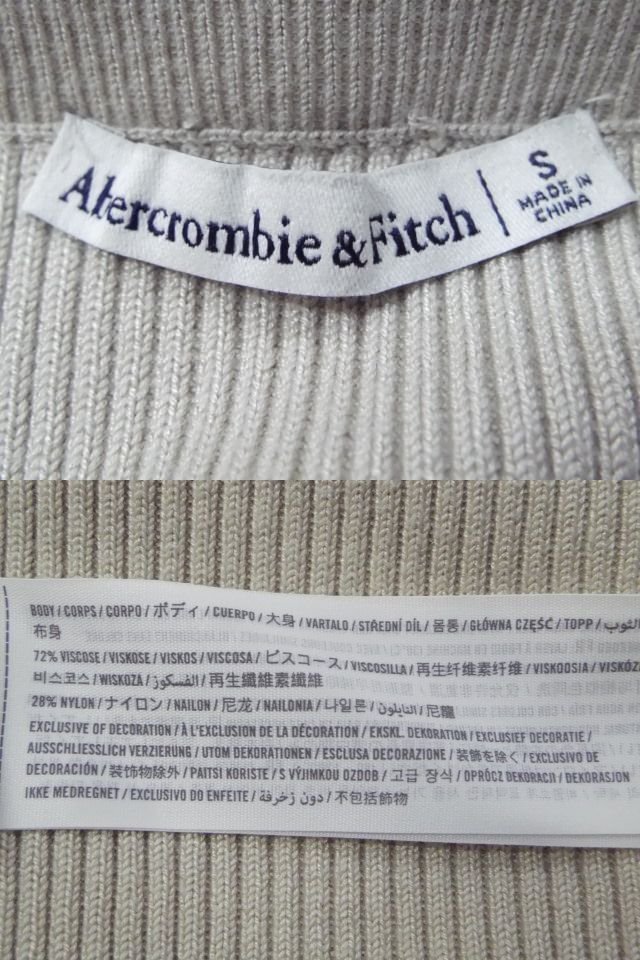 Abercrombie & Fitch
S
MADE IN
CHINA
BODY / CORPS / CORPO / ボディ / CUERPO / 大身 / VARTALO / STŘEDNÍ DÍL / 몸통 / GŁÓWNA CZĘŚĆ / TOPP / الثوب /
布身
72% VISCOSE / VISKOSE / VISKOS / VISCOSA / ビスコース / VISCOSILLA / 再生纤维素纤维 / VISKOOSIA / VISKÓZA
비스코스 / WISKOZA / الفسكوز / 再生纖維素纖維
28% NYLON / ナイロン / NAILON / 尼龙 / NAILONIA / 나일론 / النايلون / 尼龍
EXCLUSIVE OF DECORATION / À L'EXCLUSION DE LA DÉCORATION / EKSKL. DEKORATION / EXCLUSIEF DECORATIE /
AUSSCHLIESSLICH VERZIERUNG / UTOM DEKORATIONEN / ESCLUSA DECORAZIONE / 装飾を除く / EXCLUSIVO DE
DECORACIÓN / 装饰物除外 / PAITSI KORISTE / S VÝJIMKOU OZDOB / 고급 장식 / OPRÓCZ DEKORACJI / DEKORASJON
IKKE MEDREGNET / EXCLUSIVO DO ENFEITE / دون زخرفة / 不包括飾物